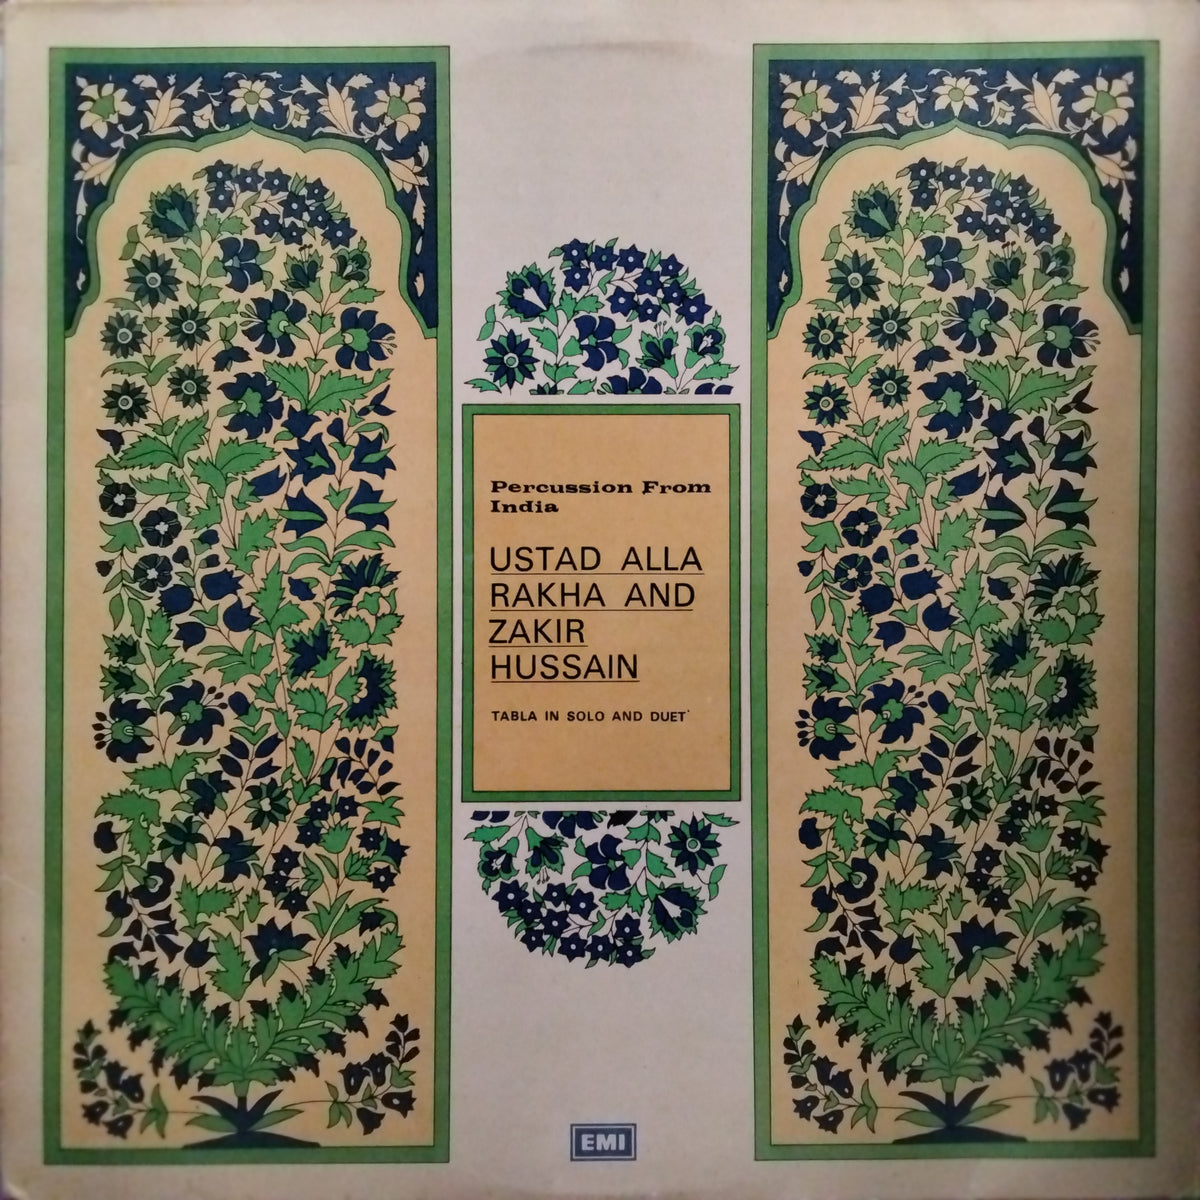 Percussion From
India
USTAD ALLA
RAKHA AND
ZAKIR
HUSSAIN
TABLA IN SOLO AND DUET
EMI